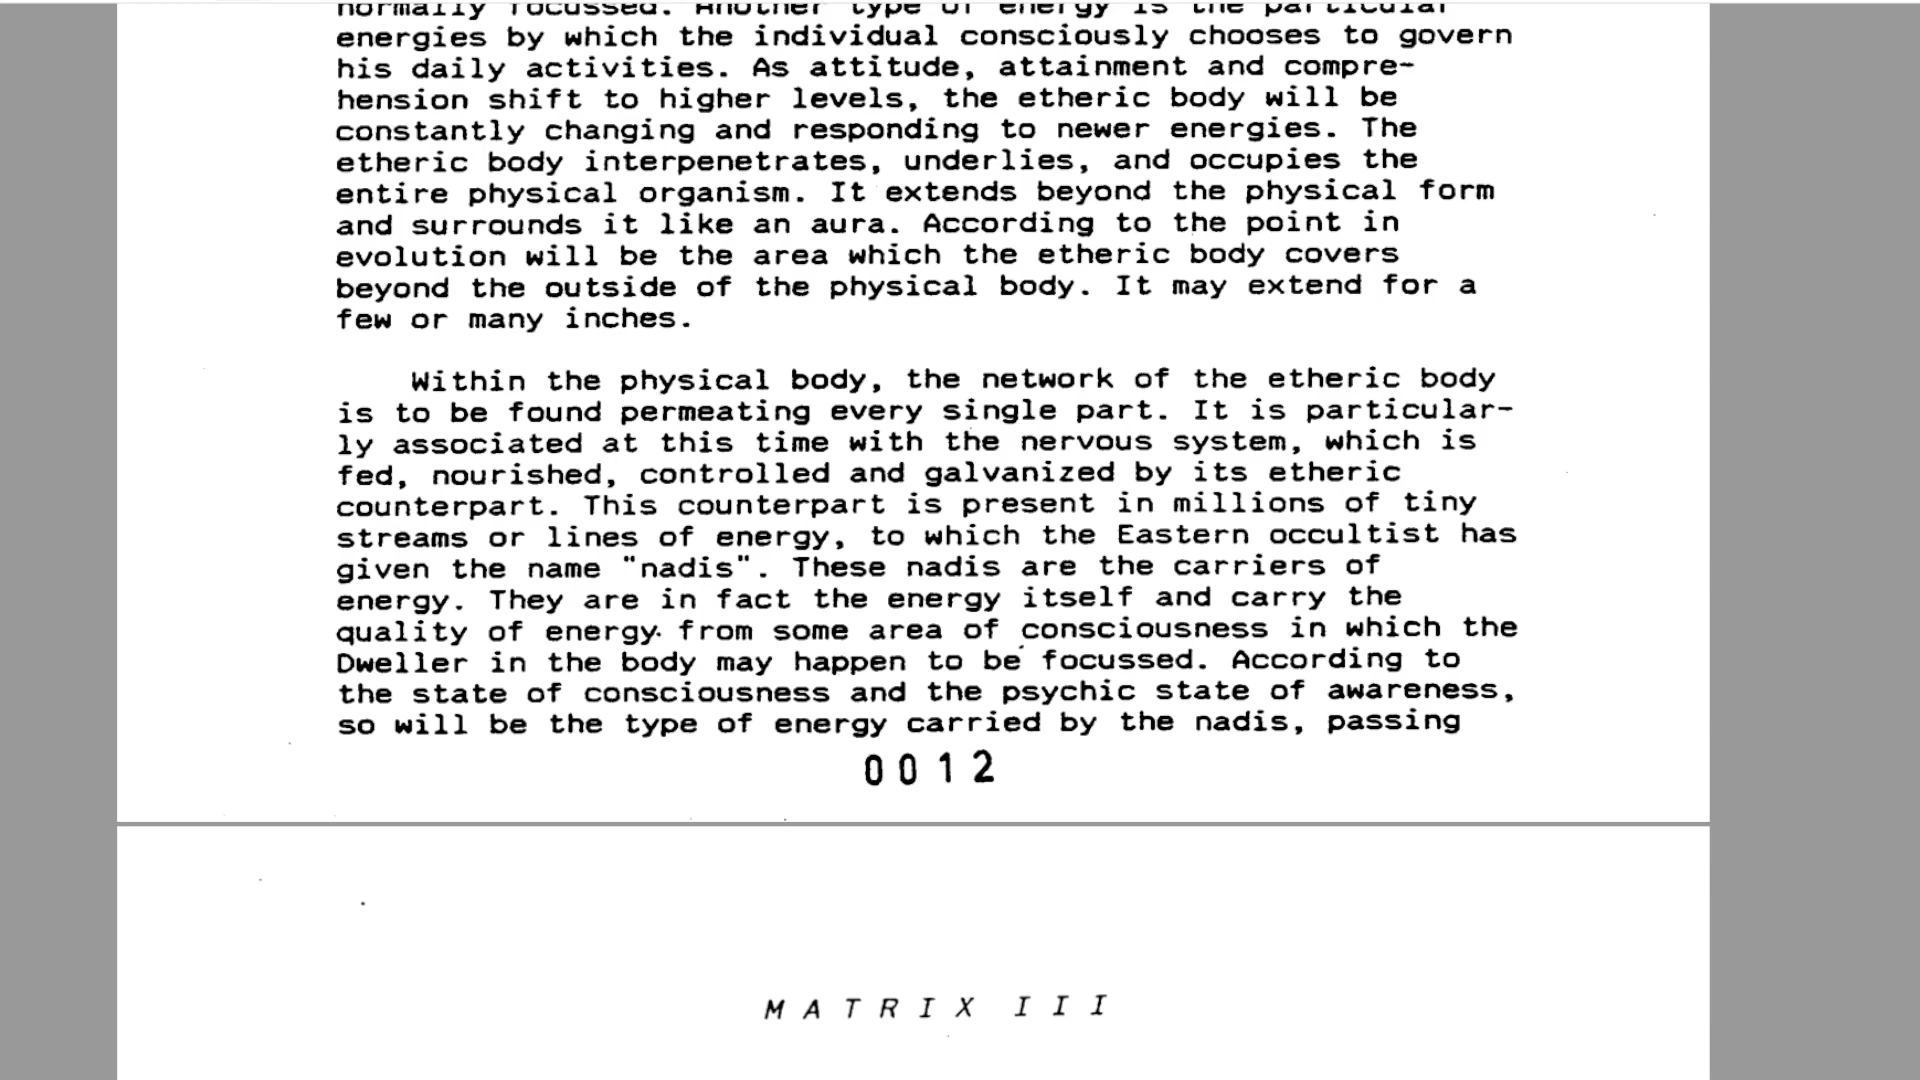 normally focussed. Another type of energy is the particular
energies by which the individual consciously chooses to govern
his daily activities. As attitude, attainment and compre-
hension shift to higher levels, the etheric body will be
constantly changing and responding to newer energies. The
etheric body interpenetrates, underlies, and occupies the
entire physical organism. It extends beyond the physical form
and surrounds it like an aura. According to the point in
evolution will be the area which the etheric body covers
beyond the outside of the physical body. It may extend for a
few or many inches.
Within the physical body, the network of the etheric body
is to be found permeating every single part. It is particular-
ly associated at this time with the nervous system, which is
fed, nourished, controlled and galvanized by its etheric
counterpart. This counterpart is present in millions of tiny
streams or lines of energy, to which the Eastern occultist has
given the name "nadis". These nadis are the carriers of
energy. They are in fact the energy itself and carry the
quality of energy from some area of consciousness in which the
Dweller in the body may happen to be focussed. According to
the state of consciousness and the psychic state of awareness,
so will be the type of energy carried by the nadis, passing
0012
MATRIX III